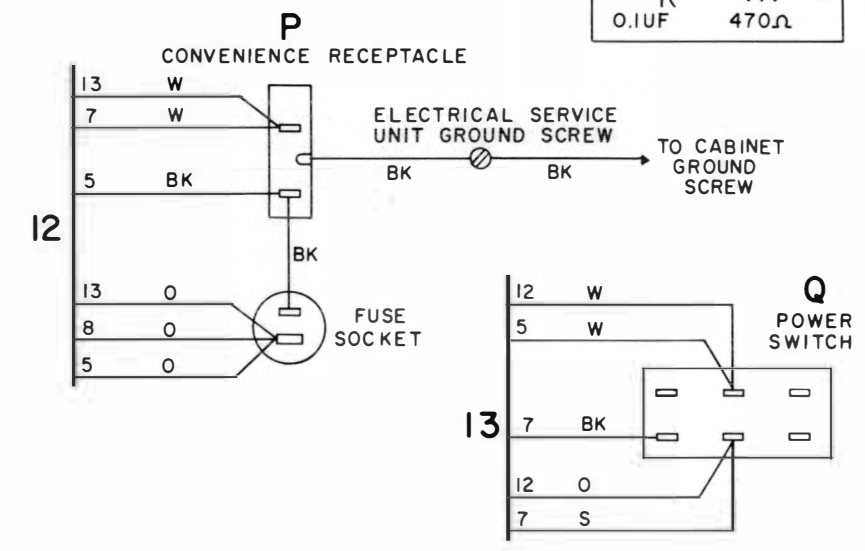 P
CONVENIENCE RECEPTACLE
0.1UF 470Ω
13 W
7 W
5 BK
12
BK
13 O
8 O
5 O
FUSE
SOCKET
ELECTRICAL SERVICE
UNIT GROUND SCREW
BK
BK
TO CABINET
GROUND
SCREW
Q
POWER
SWITCH
12 W
5 W
13
7 BK
12 O
7 S